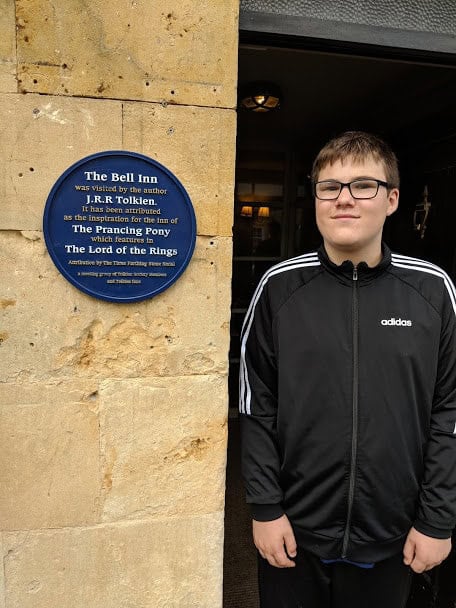 The Bell Inn
was visited by the author
J.R.R Tolkien.
It has been attributed
as the inspiration for the inn of
The Prancing Pony
which features in
The Lord of the Rings
Attribution by The Three Farthing Stone Smial
a meeting group of Tolkien Society Members
and Tolkien fans
adidas